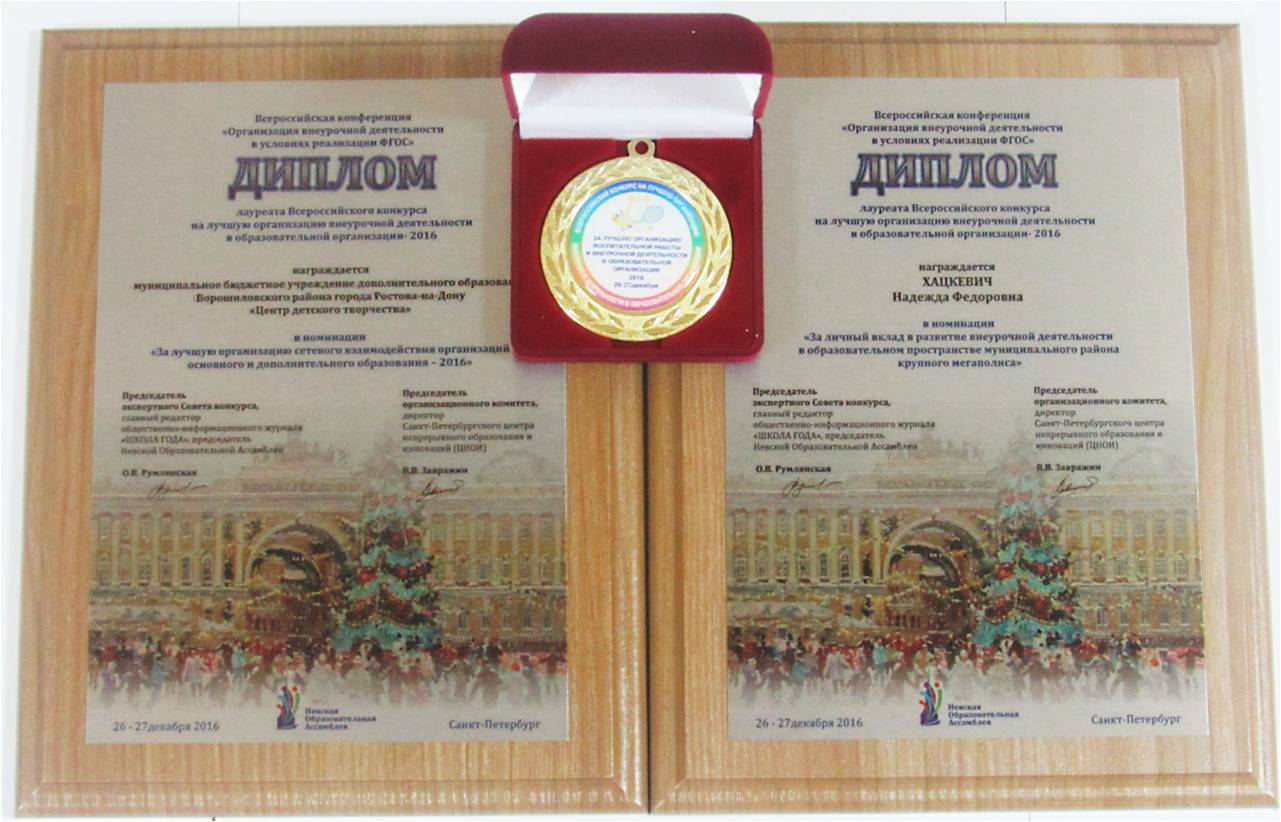 Всероссийская конференция
«Организация внеурочной деятельности
в условиях реализации ФГОС»
ДИПЛОМ
лауреата Всероссийского конкурса
на лучшую организацию внеурочной деятельности
в образовательной организации- 2016
награждается
муниципальное бюджетное учреждение дополнительного
Ворошиловского района города Ростова-на-Дону
«Центр детского творчества»
в номинации
«За лучшую организацию сетевого взаимодействия организаций
основного и дополнительного образования – 2016»
Председатель
экспертного Совета конкурса,
главный редактор
общественно-информационного журнала
«ШКОЛА ГОДА», председатель
Невской Образовательной Ассамблеи
О.В. Румлянская
Председатель
организационного комитета,
директор
Санкт-Петербургского центра
непрерывного образования и
инноваций (ЦНОИ)
В.В. Завражин
26 - 27декабря 2016
Невская
Образовательная
Ассамблея
Санкт-Петербург
ВСЕРОССИЙСКИЙ КОНКУРС НА ЛУЧШУЮ ОРГАНИЗАЦИЮ
ЗА ЛУЧШУЮ ОРГАНИЗАЦИЮ
ВОСПИТАТЕЛЬНОЙ РАБОТЫ
И ВНЕУРОЧНОЙ ДЕЯТЕЛЬНОСТИ
В ОБРАЗОВАТЕЛЬНОЙ
ОРГАНИЗАЦИИ
2016
26-27декабря
Всероссийская конференция
«Организация внеурочной деятельности
в условиях реализации ФГОС»
ДИПЛОМ
лауреата Всероссийского конкурса
на лучшую организацию внеурочной деятельности
в образовательной организации- 2016
награждается
ХАЦКЕВИЧ
Надежда Федоровна
в номинации
«За личный вклад в развитие внеурочной деятельности
в образовательном пространстве муниципального района
крупного мегаполиса»
Председатель
экспертного Совета конкурса,
главный редактор
общественно-информационного журнала
«ШКОЛА ГОДА», председатель
Невской Образовательной Ассамблеи
О.В. Румлянская
Председатель
организационного комитета,
директор
Санкт-Петербургского центра
непрерывного образования и
инноваций (ЦНОИ)
В.В. Завражин
26 - 27декабря 2016
Невская
Образовательная
Ассамблея
Санкт-Петербург